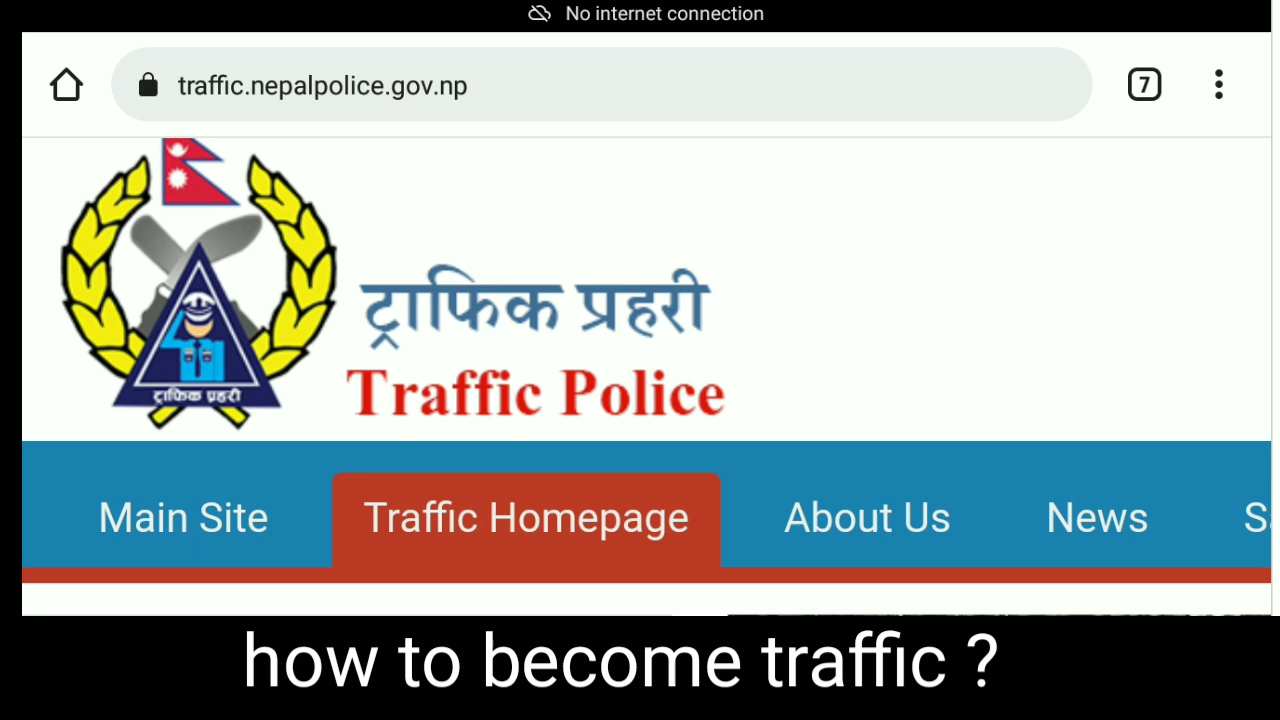 No internet connection
traffic.nepalpolice.gov.np
7
ट्राफिक प्रहरी
Traffic Police
ट्राफिक प्रहरी
Main Site
Traffic Homepage
About Us
News
how to become traffic ?